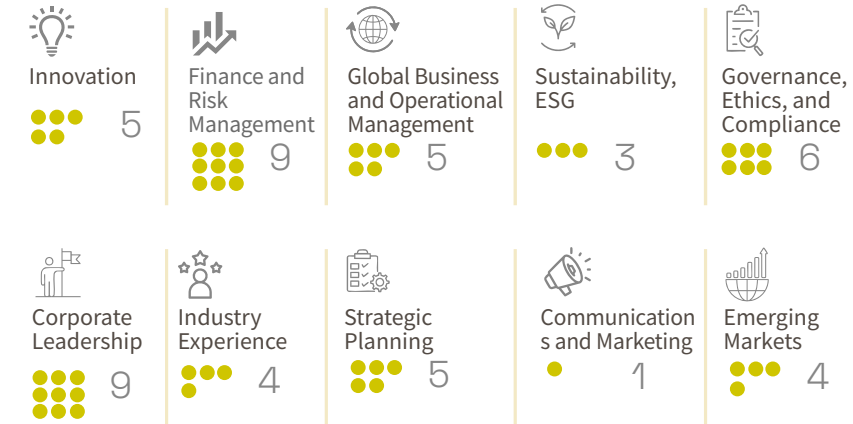 Innovation
5
Finance and
Risk
Management
9
Global Business
and Operational
Management
5
Sustainability,
ESG
3
Governance,
Ethics, and
Compliance
6
Corporate
Leadership
9
Industry
Experience
4
Strategic
Planning
5
Communication
s and Marketing
1
Emerging
Markets
4